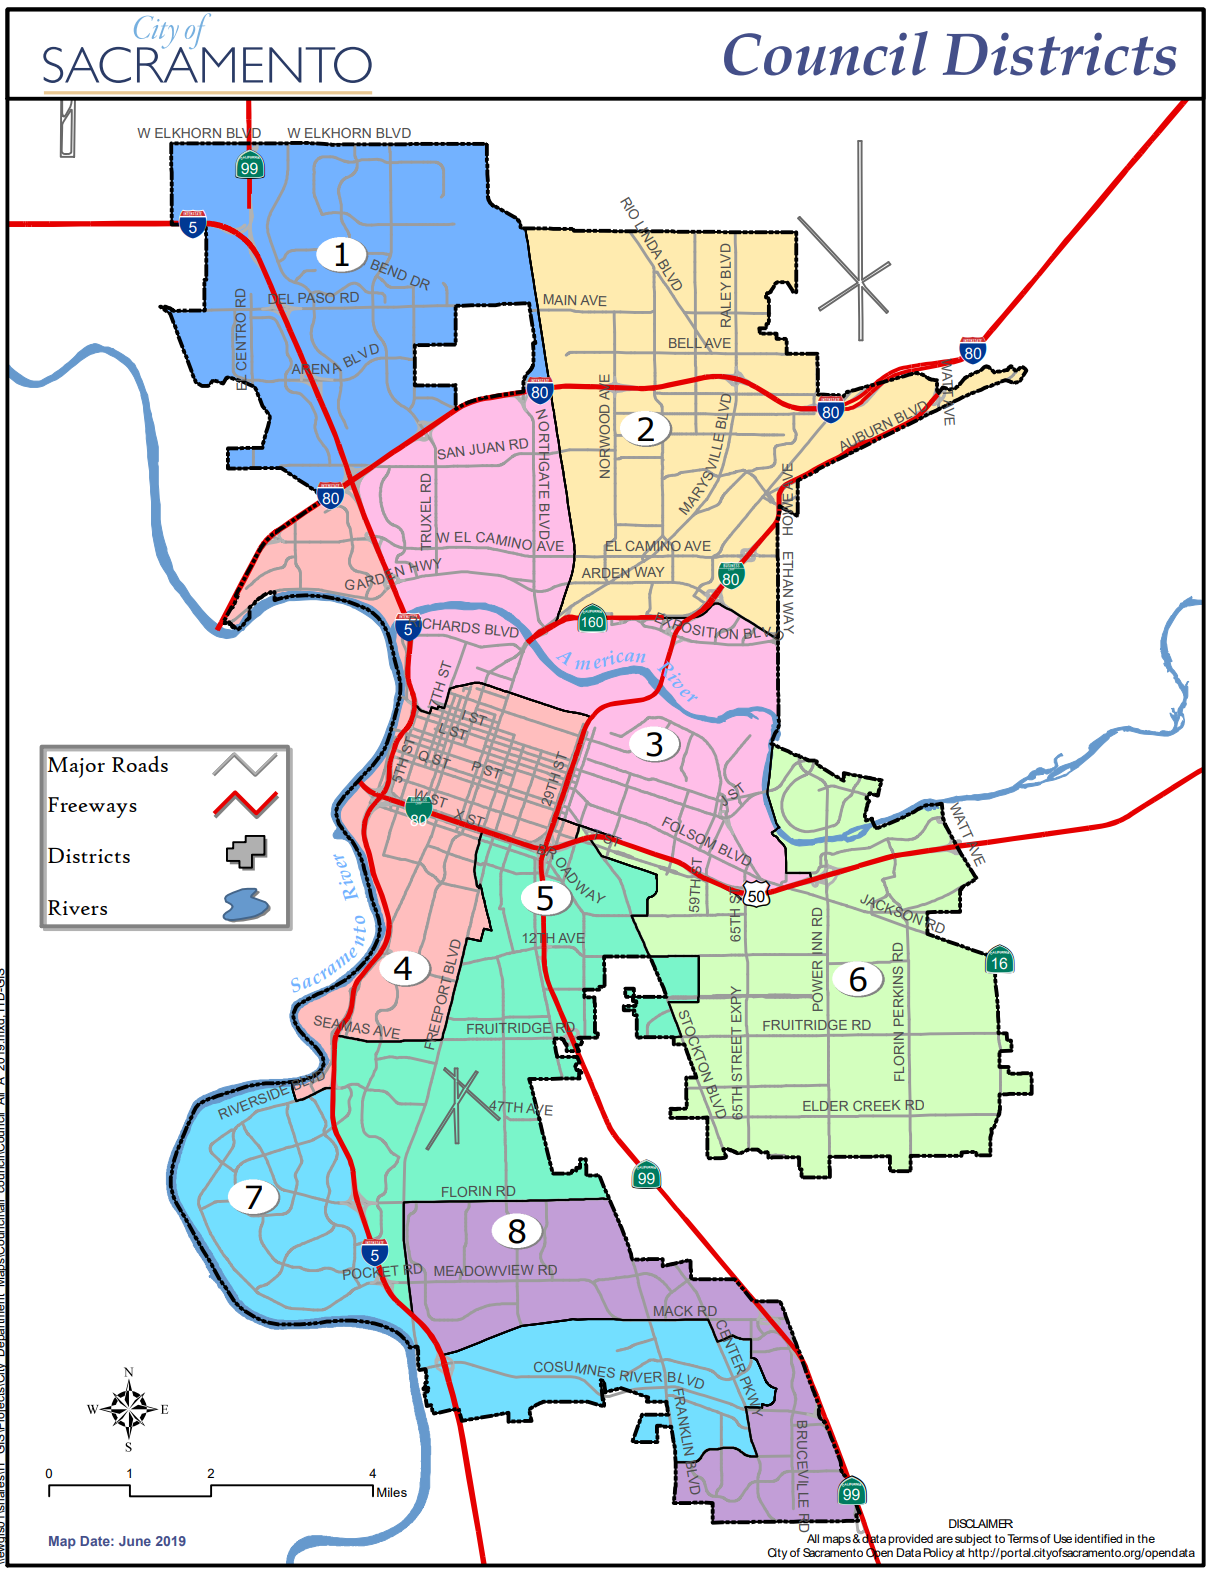 City of
SACRAMENTO
Council Districts
W ELKHORN BLVD
W ELKHORN BLVD
99
5
1
BEND DR
DEL PASO RD
EL CENTRO RD
ARENA BLVD
RIO LINDA BLVD
RALEY BLVD
MAIN AVE
BELL AVE
80
80
80
WATT AVE
NORWOOD AVE
2
MARYSVILLE BLVD
AUBURN BLVD
SAN JUAN RD
NORTHGATE BLVD
HOWE AVE
80
TRUXEL RD
W EL CAMINO AVE
EL CAMINO AVE
GARDEN HWY
ARDEN WAY
80
ETHAN WAY
160
5
RICHARDS BLVD
EXPOSITION BLVD
American River
7TH ST
I ST
L ST
3
5TH ST
Q ST
P ST
29TH ST
J ST
W ST
80
X ST
FOLSOM BLVD
WATT AVE
BROADWAY
59TH ST
65TH ST
50
5
JACKSON RD
12TH AVE
POWER INN RD
16
4
FREEPORT BLVD
6
FLORIN PERKINS RD
Major Roads
Freeways
Districts
Rivers
Sacramento River
SEAMAS AVE
FRUITRIDGE RD
STOCKTON BLVD
65TH STREET EXPY
FRUITRIDGE RD
RIVERSIDE BLVD
47TH AVE
ELDER CREEK RD
99
7
FLORIN RD
8
5
POCKET RD
MEADOWVIEW RD
MACK RD
CENTER PKWY
COSUMNES RIVER BLVD
FRANKLIN BLVD
BRUCEVILLE RD
99
N
W
E
S
0
1
2
4
Miles
Map Date: June 2019
DISCLAIMER:
All maps & data provided are subject to Terms of Use identified in the
City of Sacramento Open Data Policy at http://portal.cityofsacramento.org/opendata